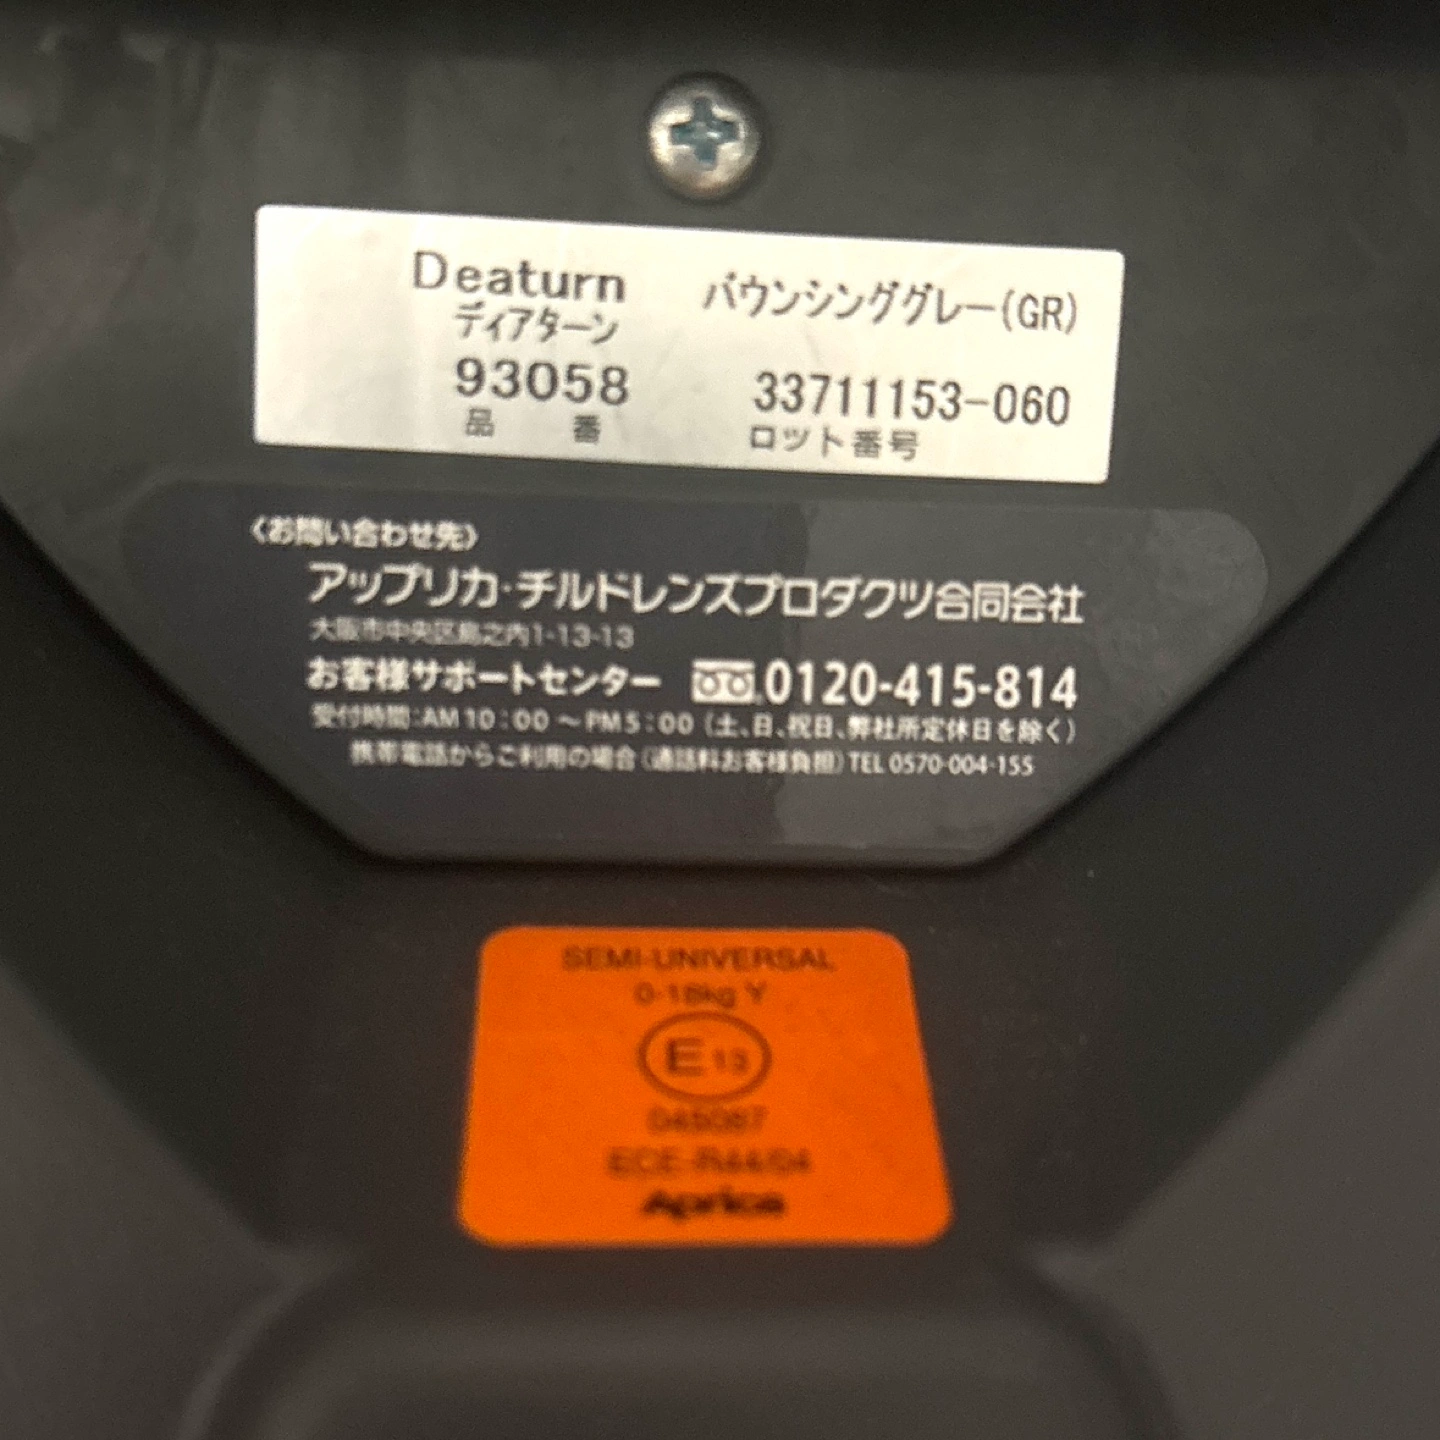 Deaturn バウンシンググレー(GR)
ディアターン
93058 33711153-060
品番 ロット番号
〈お問い合わせ先〉
アップリカ・チルドレンズプロダクツ合同会社
大阪市中央区島之内1-13-13
お客様サポートセンター 0120-415-814
受付時間：AM10：00～PM5：00（土、日、祝日、弊社所定休日を除く）
携帯電話からご利用の場合（通話料お客様負担）TEL 0570-004-155
SEMI-UNIVERSAL
0-18kg Y
E 13
045087
ECE-R44/04
Aprica